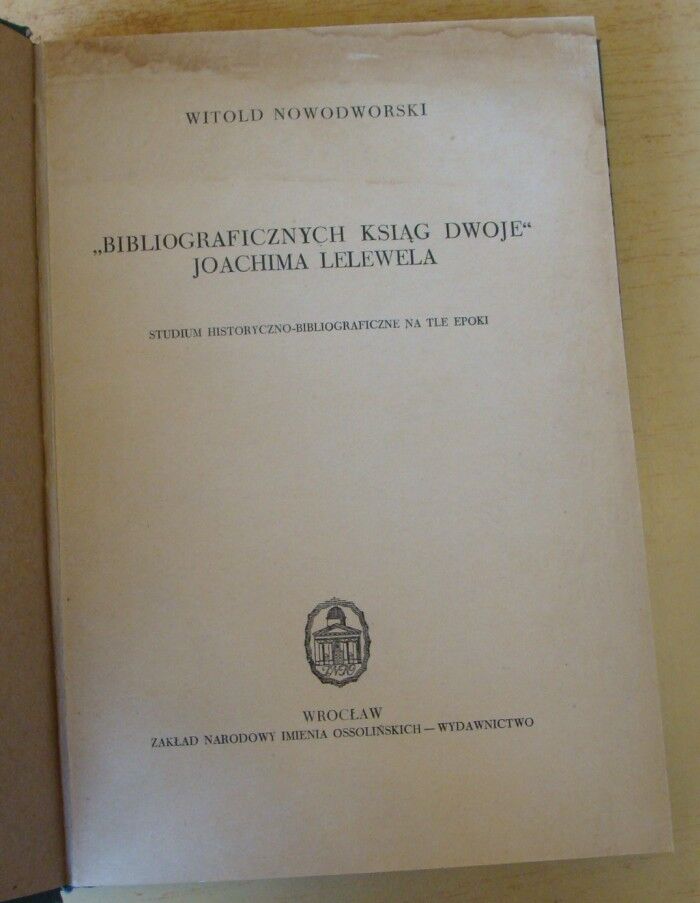 WITOLD NOWODWORSKI
„BIBLIOGRAFICZNYCH KSIĄG DWOJE“
JOACHIMA LELEWELA
STUDIUM HISTORYCZNO-BIBLIOGRAFICZNE NA TLE EPOKI
WROCŁAW
ZAKŁAD NARODOWY IMIENIA OSSOLIŃSKICH — WYDAWNICTWO